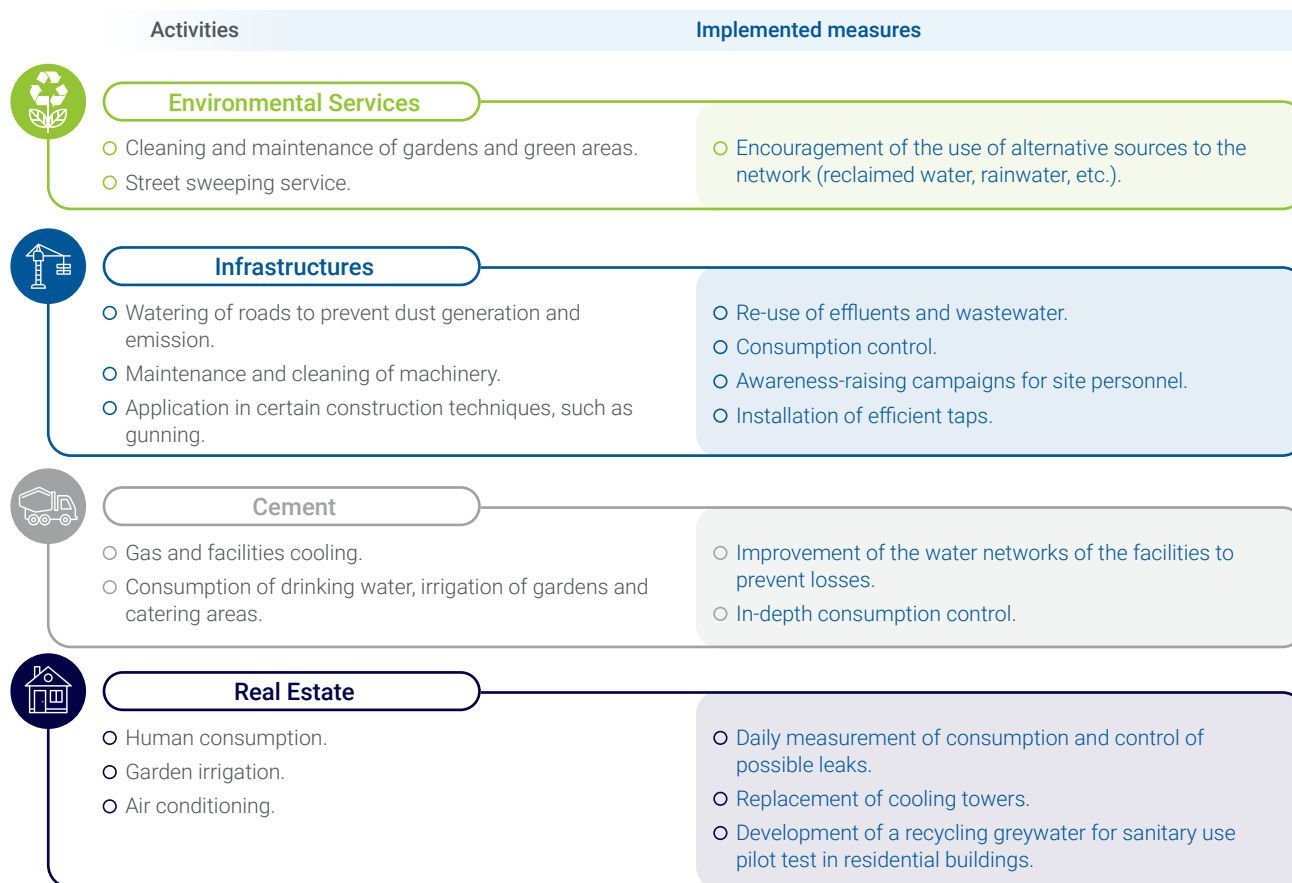 Activities
Implemented measures
Environmental Services
Cleaning and maintenance of gardens and green areas.
Street sweeping service.
Encouragement of the use of alternative sources to the
network (reclaimed water, rainwater, etc.).
Infrastructures
Watering of roads to prevent dust generation and
emission.
Maintenance and cleaning of machinery.
Application in certain construction techniques, such as
gunning.
Re-use of effluents and wastewater.
Consumption control.
Awareness-raising campaigns for site personnel.
Installation of efficient taps.
Cement
Gas and facilities cooling.
Consumption of drinking water, irrigation of gardens and
catering areas.
Improvement of the water networks of the facilities to
prevent losses.
In-depth consumption control.
Real Estate
Human consumption.
Garden irrigation.
Air conditioning.
Daily measurement of consumption and control of
possible leaks.
Replacement of cooling towers.
Development of a recycling greywater for sanitary use
pilot test in residential buildings.